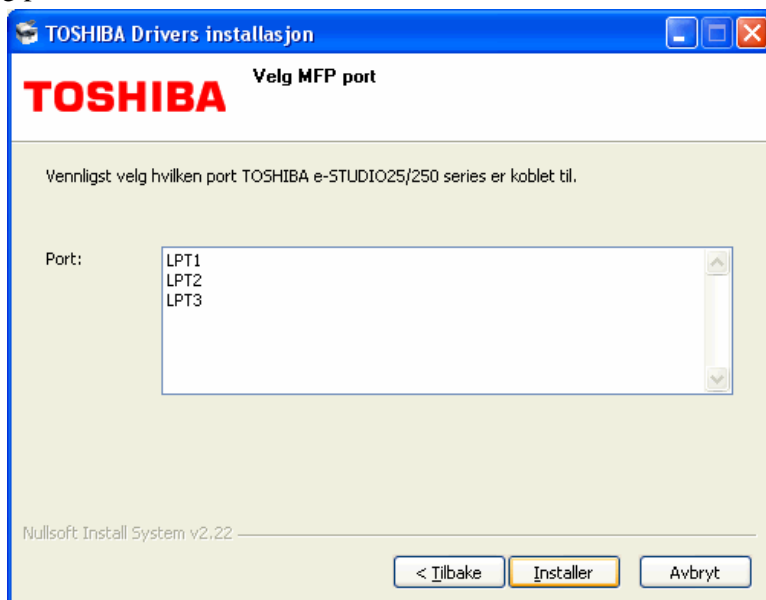 TOSHIBA Drivers installasjon
Velg MFP port
TOSHIBA
Vennligst velg hvilken port TOSHIBA e-STUDIO25/250 series er koblet til.
Port:
LPT1
LPT2
LPT3
Nullsoft Install System v2.22
< Tilbake
Installer
Avbryt